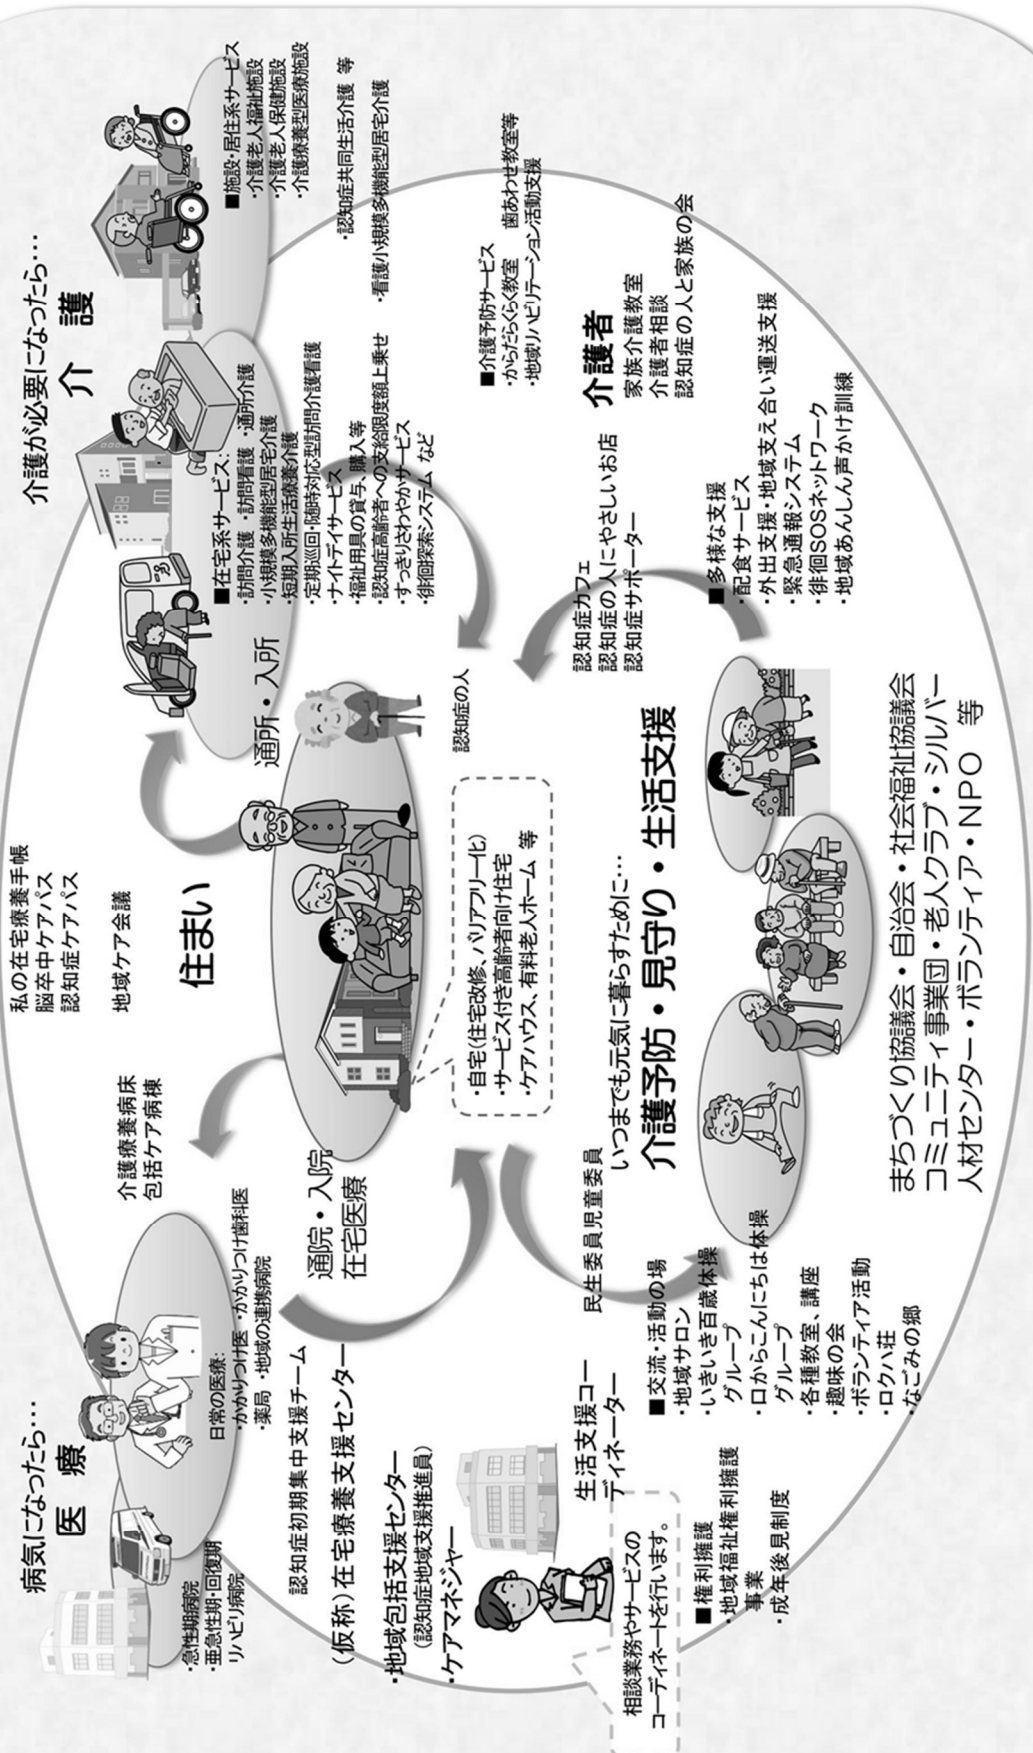 病気になったら…
医療
・急性期病院
・亜急性期・回復期
リハビリ病院
日常の医療:
・かかりつけ医・かかりつけ歯科医
・薬局・地域の連携病院
介護療養病床
包括ケア病棟
私の在宅療養手帳
脳卒中ケアパス
認知症ケアパス
地域ケア会議
介護が必要になったら…
介護
■施設・居住系サービス
・介護老人福祉施設
・介護老人保健施設
・介護療養型医療施設
・認知症共同生活介護 等
・看護小規模多機能型居宅介護
■在宅系サービス:
・訪問介護 ・訪問看護 ・通所介護
・小規模多機能型居宅介護
・短期入所生活療養介護
・定期巡回・随時対応型訪問介護看護
・ナイトデイサービス
・福祉用具の貸与、購入等
・認知症高齢者への支給限度額上乗せ
・すっきりさわやかサービス
・徘徊探索システム など
通所・入所
住まい
認知症の人
・自宅(住宅改修、バリアフリー化)
・サービス付き高齢者向け住宅
・ケアハウス、有料老人ホーム 等
通院・入院
在宅医療
認知症初期集中支援チーム
(仮称)在宅療養支援センター
・地域包括支援センター
(認知症地域支援推進員)
・ケアマネジャー
相談業務やサービスの
コーディネートを行います。
生活支援コー
ディネーター
民生委員児童委員
■介護予防サービス
・からだらくらく教室 歯あわせ教室等
・地域リハビリテーション活動支援
介護者
家族介護教室
介護者相談
認知症の人と家族の会
認知症カフェ
認知症の人にやさしいお店
認知症サポーター
いつまでも元気に暮らすために…
介護予防・見守り・生活支援
■多様な支援
・配食サービス
・外出支援・地域支え合い運送支援
・緊急通報システム
・徘徊SOSネットワーク
・地域あんしん声かけ訓練
■交流・活動の場
・地域サロン
・いきいき百歳体操
グループ
・口からこんにちは体操
グループ
・各種教室、講座
・趣味の会
・ボランティア活動
・ロクハ荘
・なごみの郷
■権利擁護
・地域福祉権利擁護
事業
・成年後見制度
まちづくり協議会・自治会・社会福祉協議会
コミュニティ事業団・老人クラブ・シルバー
人材センター・ボランティア・NPO 等